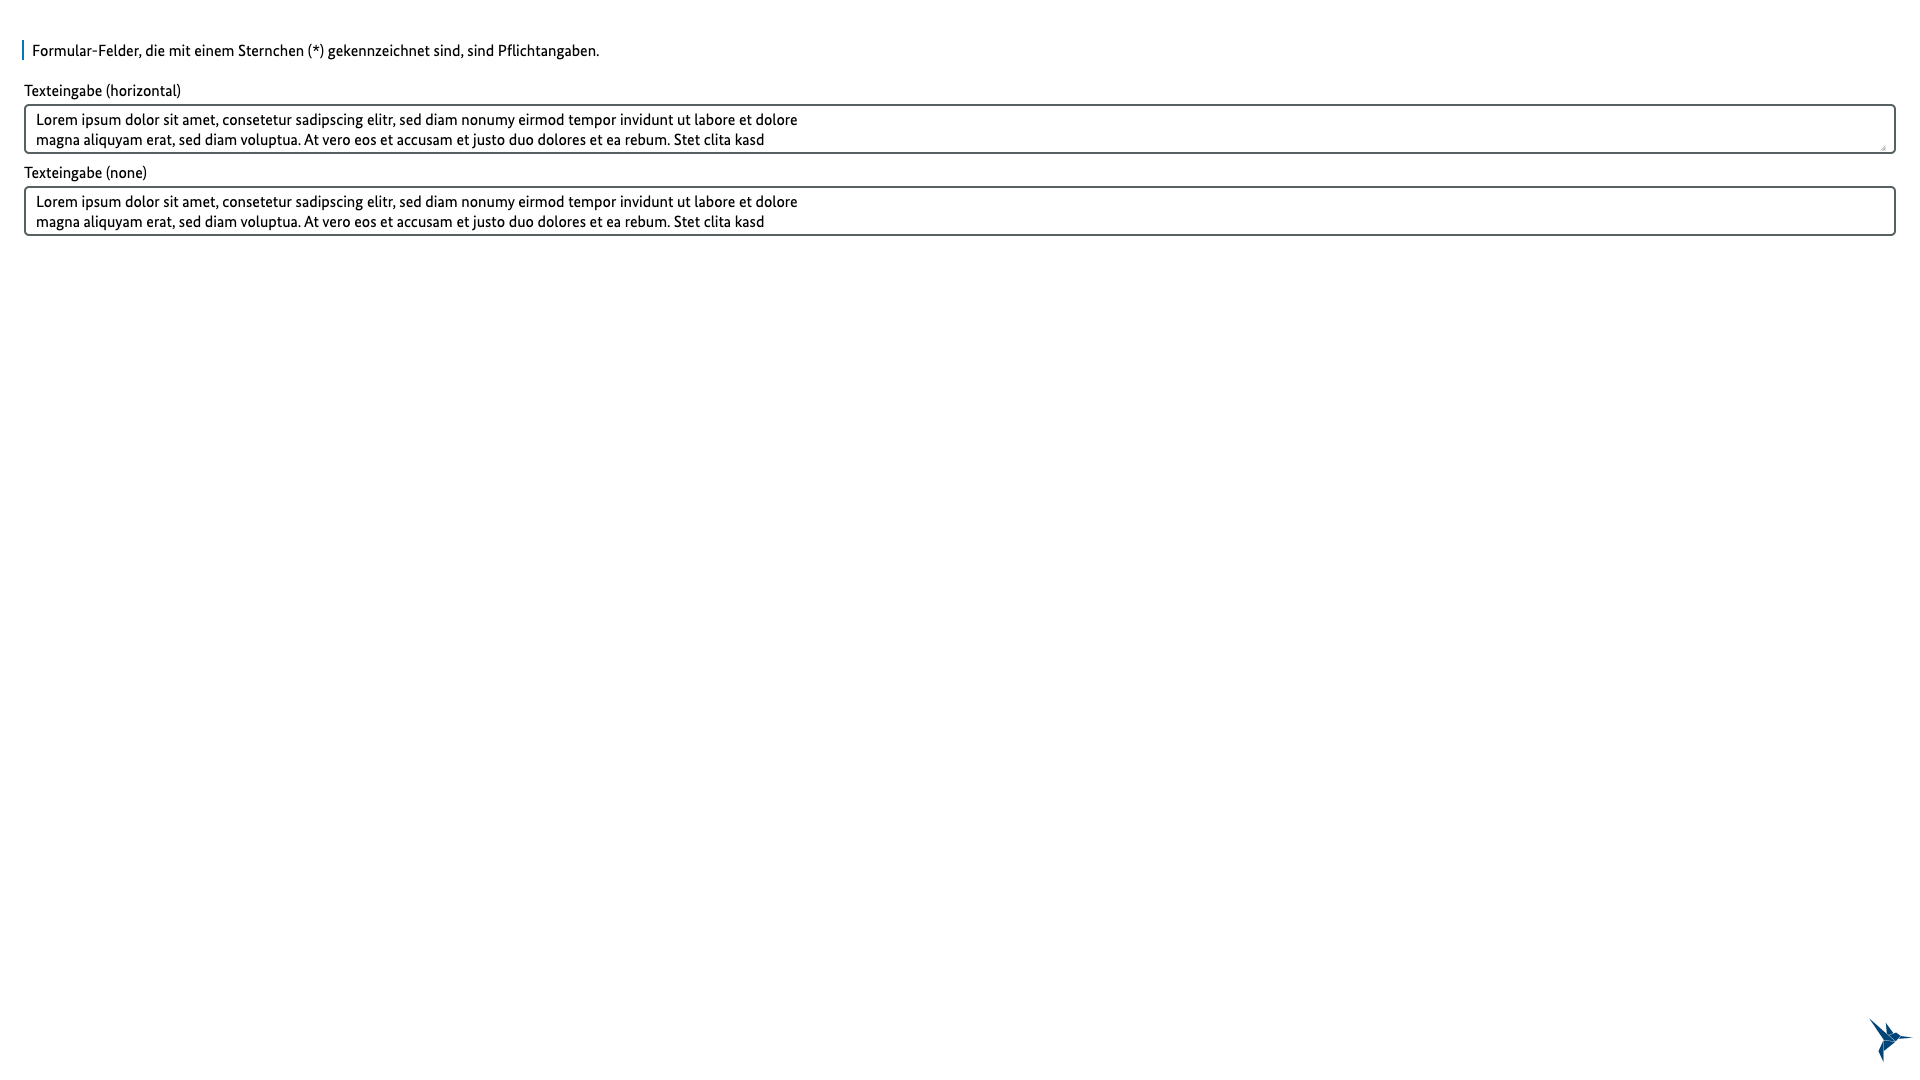 Formular-Felder, die mit einem Sternchen (*) gekennzeichnet sind, sind Pflichtangaben.
Texteingabe (horizontal)
Lorem ipsum dolor sit amet, consetetur sadipscing elitr, sed diam nonumy eirmod tempor invidunt ut labore et dolore
magna aliquyam erat, sed diam voluptua. At vero eos et accusam et justo duo dolores et ea rebum. Stet clita kasd
Texteingabe (none)
Lorem ipsum dolor sit amet, consetetur sadipscing elitr, sed diam nonumy eirmod tempor invidunt ut labore et dolore
magna aliquyam erat, sed diam voluptua. At vero eos et accusam et justo duo dolores et ea rebum. Stet clita kasd